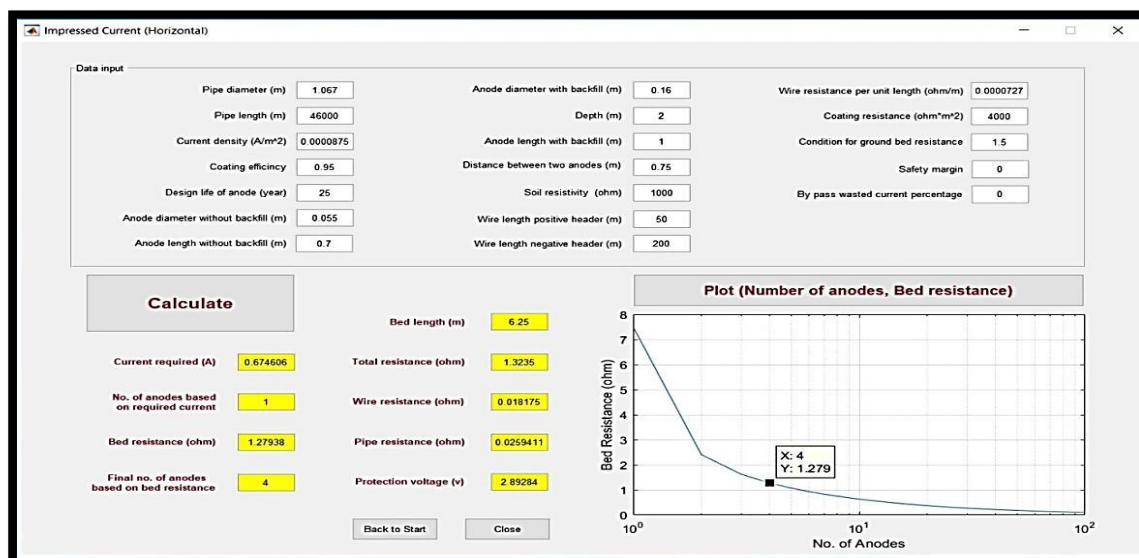 Impressed Current (Horizontal)
Data input
Pipe diameter (m) 1.067
Pipe length (m) 46000
Current density (A/m^2) 0.0000875
Coating efficincy 0.95
Design life of anode (year) 25
Anode diameter without backfill (m) 0.055
Anode length without backfill (m) 0.7
Anode diameter with backfill (m) 0.16
Depth (m) 2
Anode length with backfill (m) 1
Distance between two anodes (m) 0.75
Soil resistivity (ohm) 1000
Wire length positive header (m) 50
Wire length negative header (m) 200
Wire resistance per unit length (ohm/m) 0.0000727
Coating resistance (ohm*m^2) 4000
Condition for ground bed resistance 1.5
Safety margin 0
By pass wasted current percentage 0
Calculate
Current required (A) 0.674606
No. of anodes based
on required current 1
Bed resistance (ohm) 1.27938
Final no. of anodes
based on bed resistance 4
Bed length (m) 6.25
Total resistance (ohm) 1.3235
Wire resistance (ohm) 0.018175
Pipe resistance (ohm) 0.0259411
Protection voltage (v) 2.89284
Back to Start
Close
Plot (Number of anodes, Bed resistance)
Bed Resistance (ohm)
8
7
6
5
4
3
2
1
0
X: 4
Y: 1.279
10^0 10^1 10^2
No. of Anodes